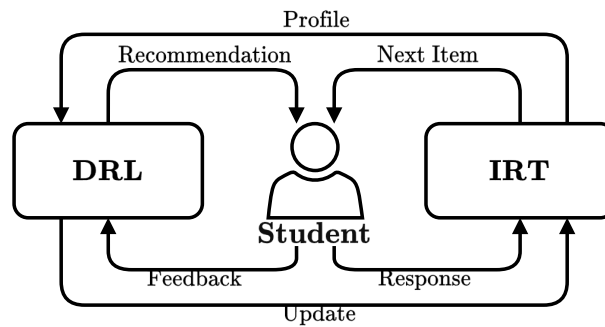 Profile
Recommendation
Next Item
DRL
IRT
Student
Feedback
Response
Update